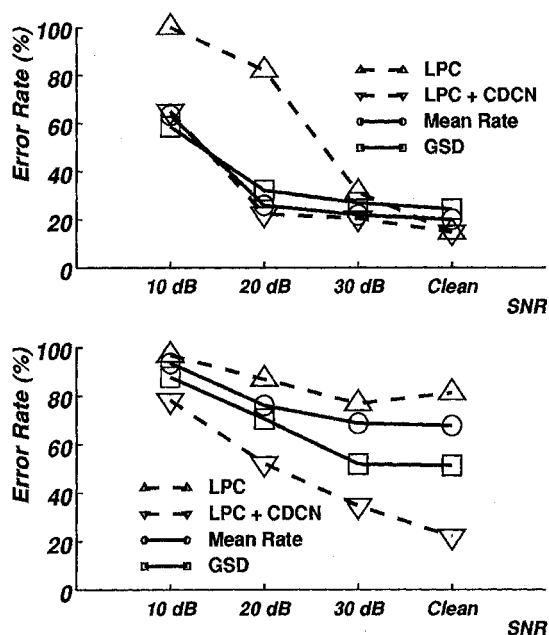 Error Rate (%)
100
80
60
40
20
0
LPC
LPC + CDCN
Mean Rate
GSD
10 dB 20 dB 30 dB Clean
SNR
Error Rate (%)
100
80
60
40
20
0
LPC
LPC + CDCN
Mean Rate
GSD
10 dB 20 dB 30 dB Clean
SNR